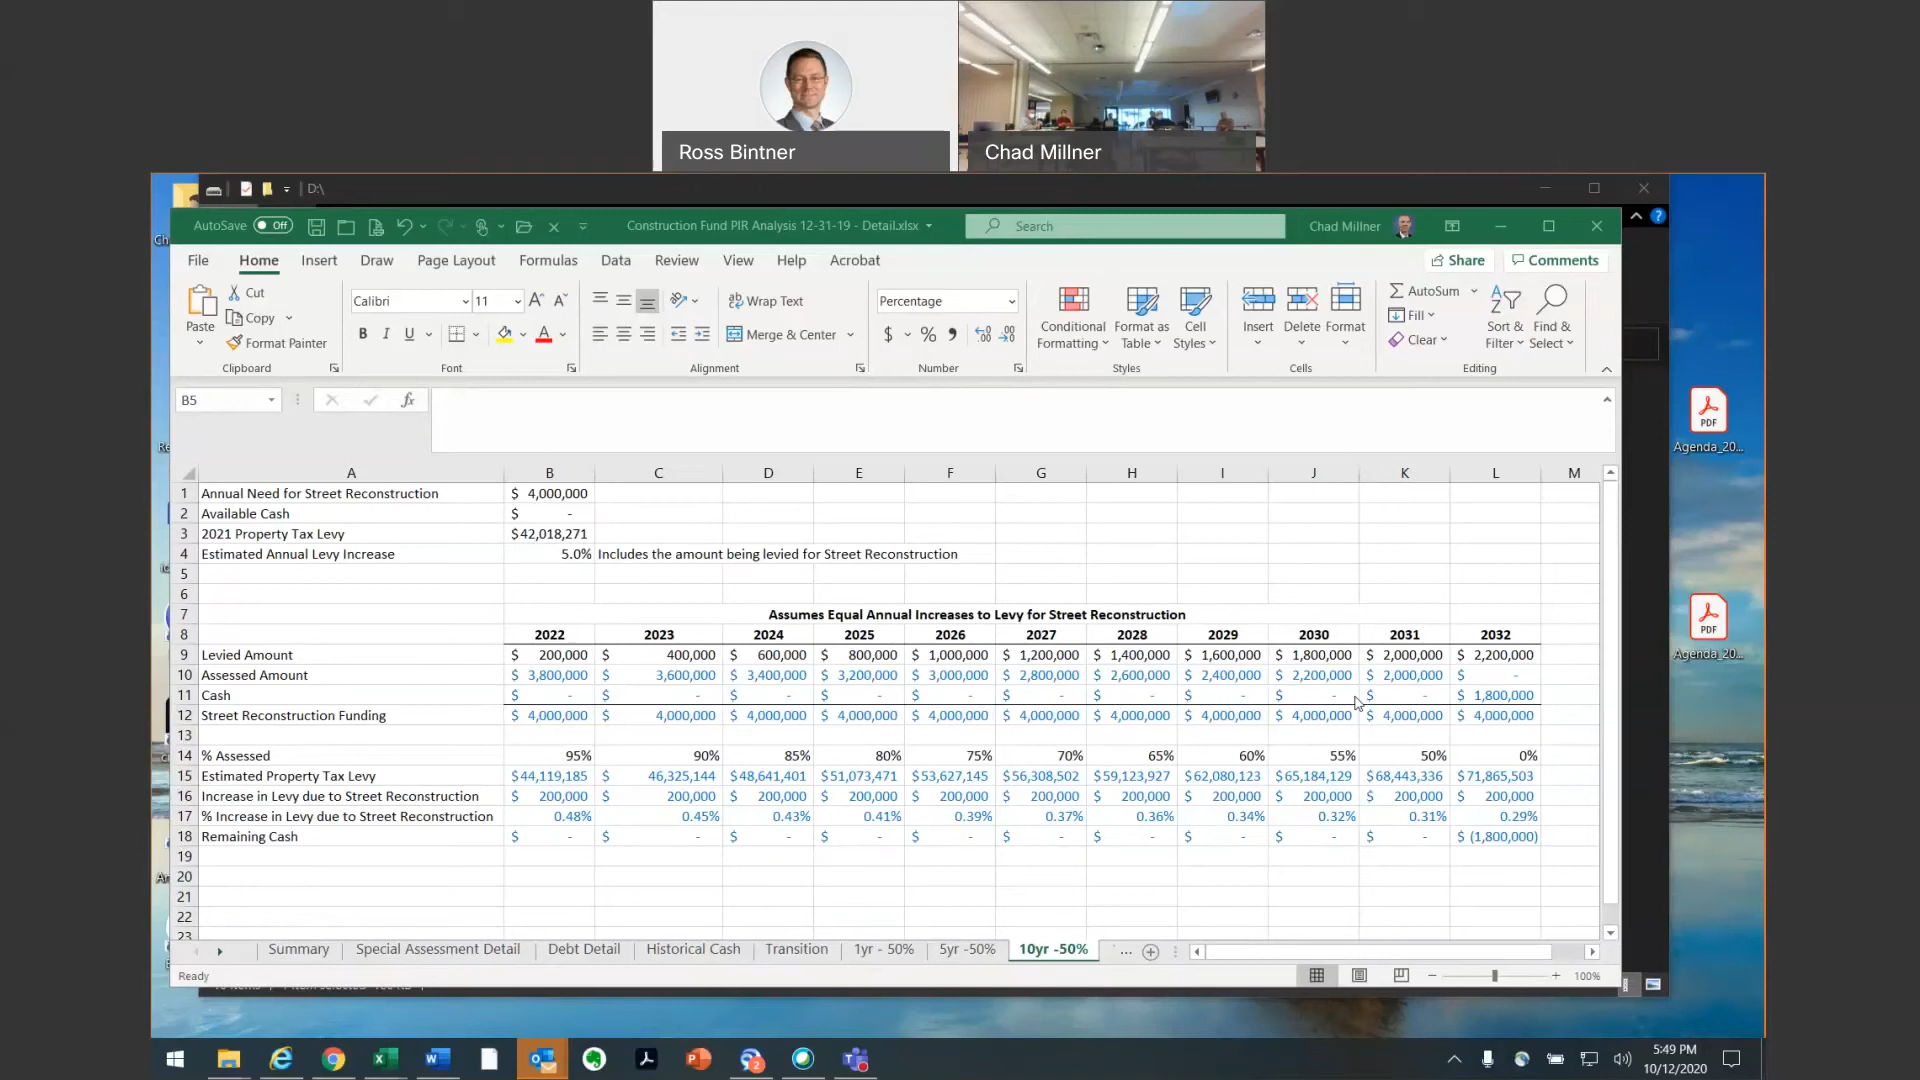 Ross Bintner
Chad Millner
D:\
AutoSave Off
Construction Fund PIR Analysis 12-31-19 - Detail.xlsx
Search
Chad Millner
File Home Insert Draw Page Layout Formulas Data Review View Help Acrobat
Share Comments
Paste
Cut
Copy
Format Painter
Clipboard
Calibri 11
B I U
Font
Wrap Text
Merge & Center
Alignment
Percentage
$ % 9
Number
Conditional Formatting
Format as Table
Cell Styles
Styles
Insert Delete Format
Cells
AutoSum
Fill
Clear
Sort & Filter
Find & Select
Editing
B5
fx
A B C D E F G H I J K L M
1 Annual Need for Street Reconstruction $ 4,000,000
2 Available Cash $ -
3 2021 Property Tax Levy $42,018,271
4 Estimated Annual Levy Increase 5.0% Includes the amount being levied for Street Reconstruction
5
6
7 Assumes Equal Annual Increases to Levy for Street Reconstruction
8 2022 2023 2024 2025 2026 2027 2028 2029 2030 2031 2032
9 Levied Amount $ 200,000 $ 400,000 $ 600,000 $ 800,000 $ 1,000,000 $ 1,200,000 $ 1,400,000 $ 1,600,000 $ 1,800,000 $ 2,000,000 $ 2,200,000
10 Assessed Amount $ 3,800,000 $ 3,600,000 $ 3,400,000 $ 3,200,000 $ 3,000,000 $ 2,800,000 $ 2,600,000 $ 2,400,000 $ 2,200,000 $ 2,000,000 $ -
11 Cash $ - $ - $ - $ - $ - $ - $ - $ - $ - $ - $ 1,800,000
12 Street Reconstruction Funding $ 4,000,000 $ 4,000,000 $ 4,000,000 $ 4,000,000 $ 4,000,000 $ 4,000,000 $ 4,000,000 $ 4,000,000 $ 4,000,000 $ 4,000,000 $ 4,000,000
13
14 % Assessed 95% 90% 85% 80% 75% 70% 65% 60% 55% 50% 0%
15 Estimated Property Tax Levy $44,119,185 $ 46,325,144 $48,641,401 $51,073,471 $53,627,145 $56,308,502 $59,123,927 $62,080,123 $65,184,129 $68,443,336 $71,865,503
16 Increase in Levy due to Street Reconstruction $ 200,000 $ 200,000 $ 200,000 $ 200,000 $ 200,000 $ 200,000 $ 200,000 $ 200,000 $ 200,000 $ 200,000 $ 200,000
17 % Increase in Levy due to Street Reconstruction 0.48% 0.45% 0.43% 0.41% 0.39% 0.37% 0.36% 0.34% 0.32% 0.31% 0.29%
18 Remaining Cash $ - $ - $ - $ - $ - $ - $ - $ - $ - $ - $ (1,800,000)
19
20
21
22
23
Summary Special Assessment Detail Debt Detail Historical Cash Transition 1yr - 50% 5yr -50% 10yr -50% ...
Ready
100%
PDF
Agenda_20...
PDF
Agenda_20...
5:49 PM
10/12/2020